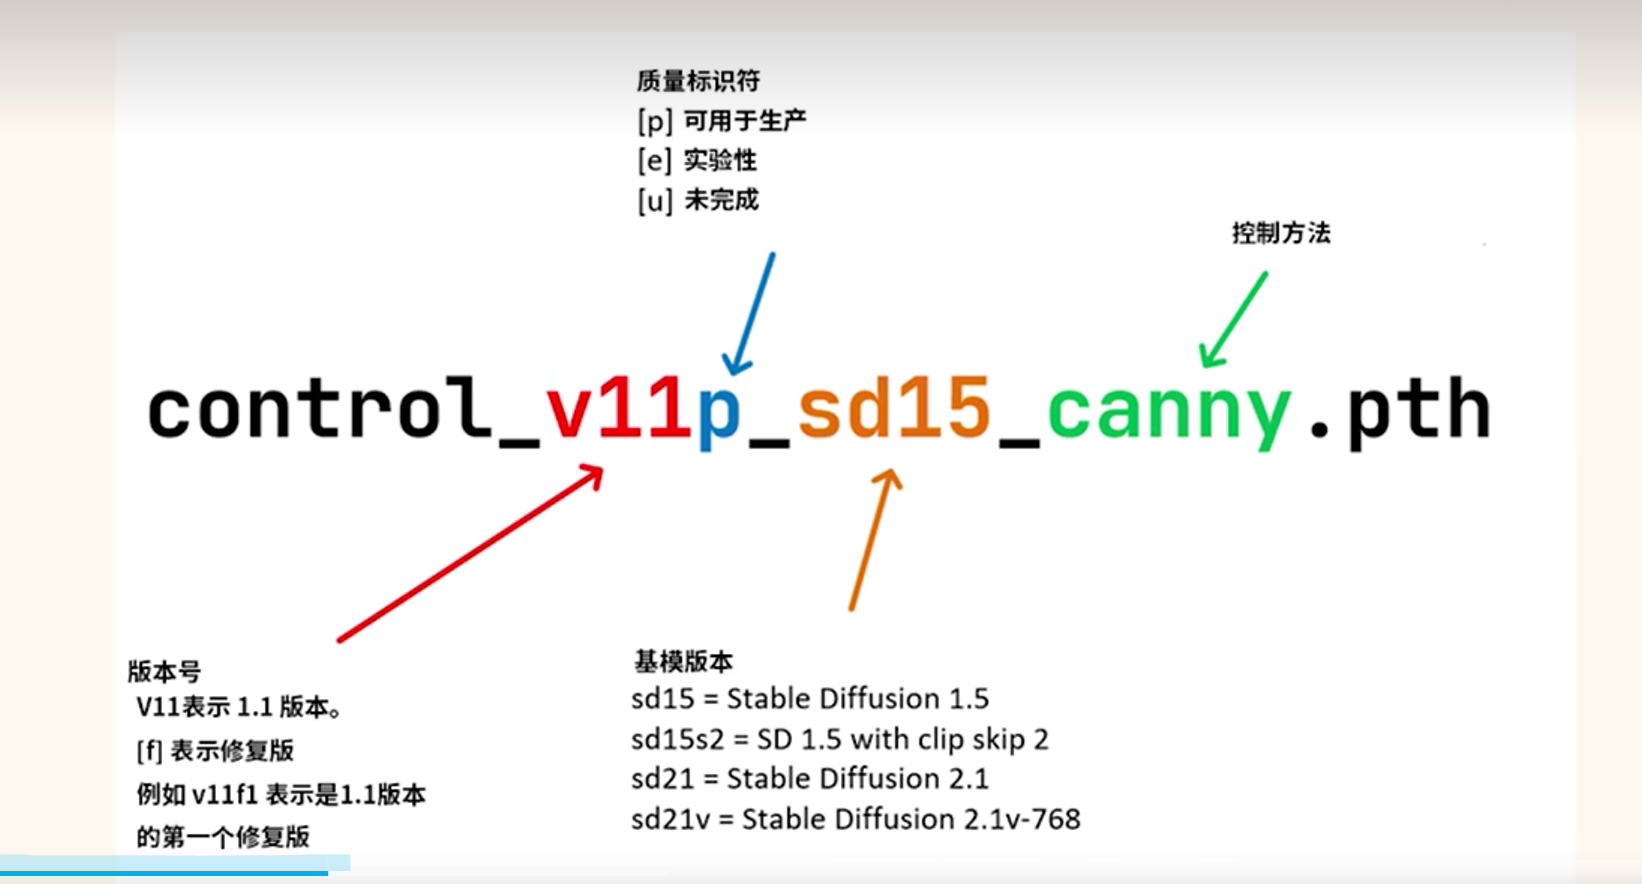 质量标识符
[p] 可用于生产
[e] 实验性
[u] 未完成
控制方法
control_v11p_sd15_canny.pth
版本号
V11表示 1.1 版本。
[f] 表示修复版
例如 v11f1 表示是1.1版本
的第一个修复版
基模版本
sd15 = Stable Diffusion 1.5
sd15s2 = SD 1.5 with clip skip 2
sd21 = Stable Diffusion 2.1
sd21v = Stable Diffusion 2.1v-768